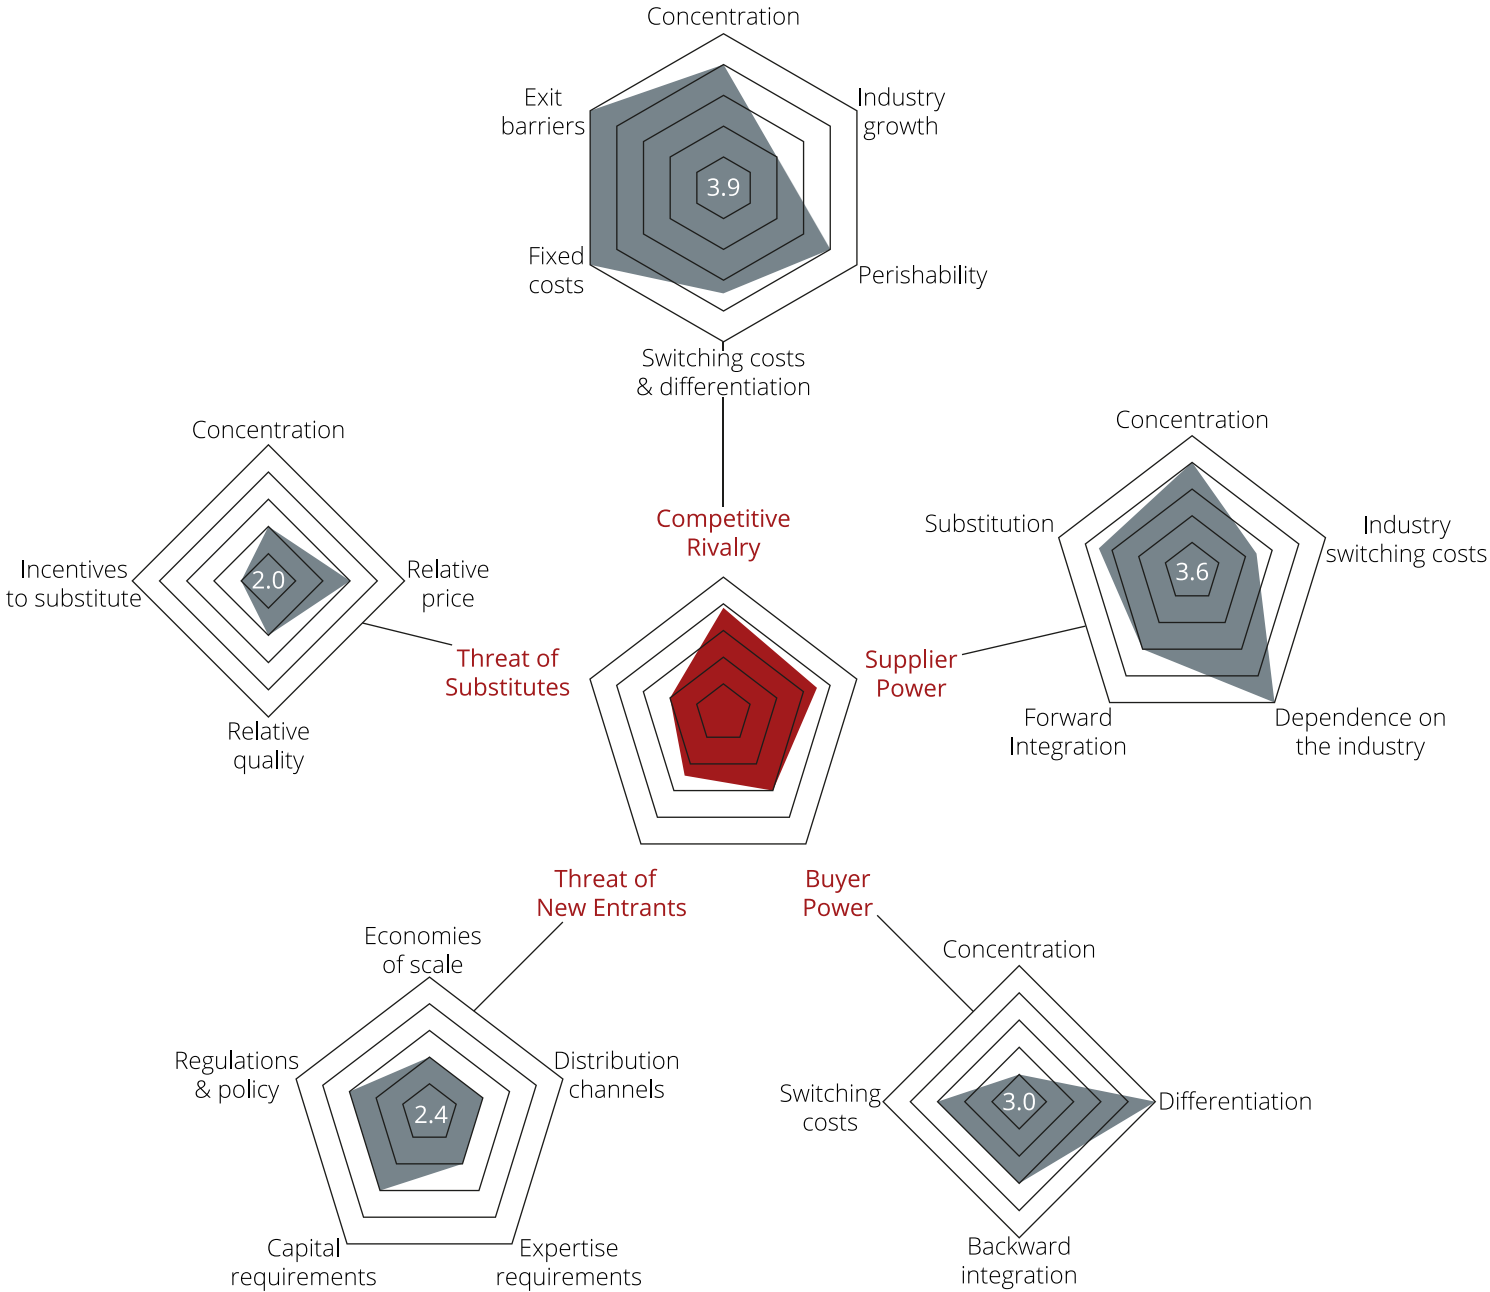 Concentration
Exit
barriers
Industry
growth
3.9
Fixed
costs
Perishability
Switching costs
& differentiation
Concentration
Incentives
to substitute
2.0
Relative
price
Relative
quality
Concentration
Substitution
Industry
switching costs
3.6
Forward
Integration
Dependence on
the industry
Competitive
Rivalry
Threat of
Substitutes
Supplier
Power
Threat of
New Entrants
Buyer
Power
Economies
of scale
Regulations
& policy
Distribution
channels
2.4
Capital
requirements
Expertise
requirements
Concentration
Switching
costs
3.0
Differentiation
Backward
integration